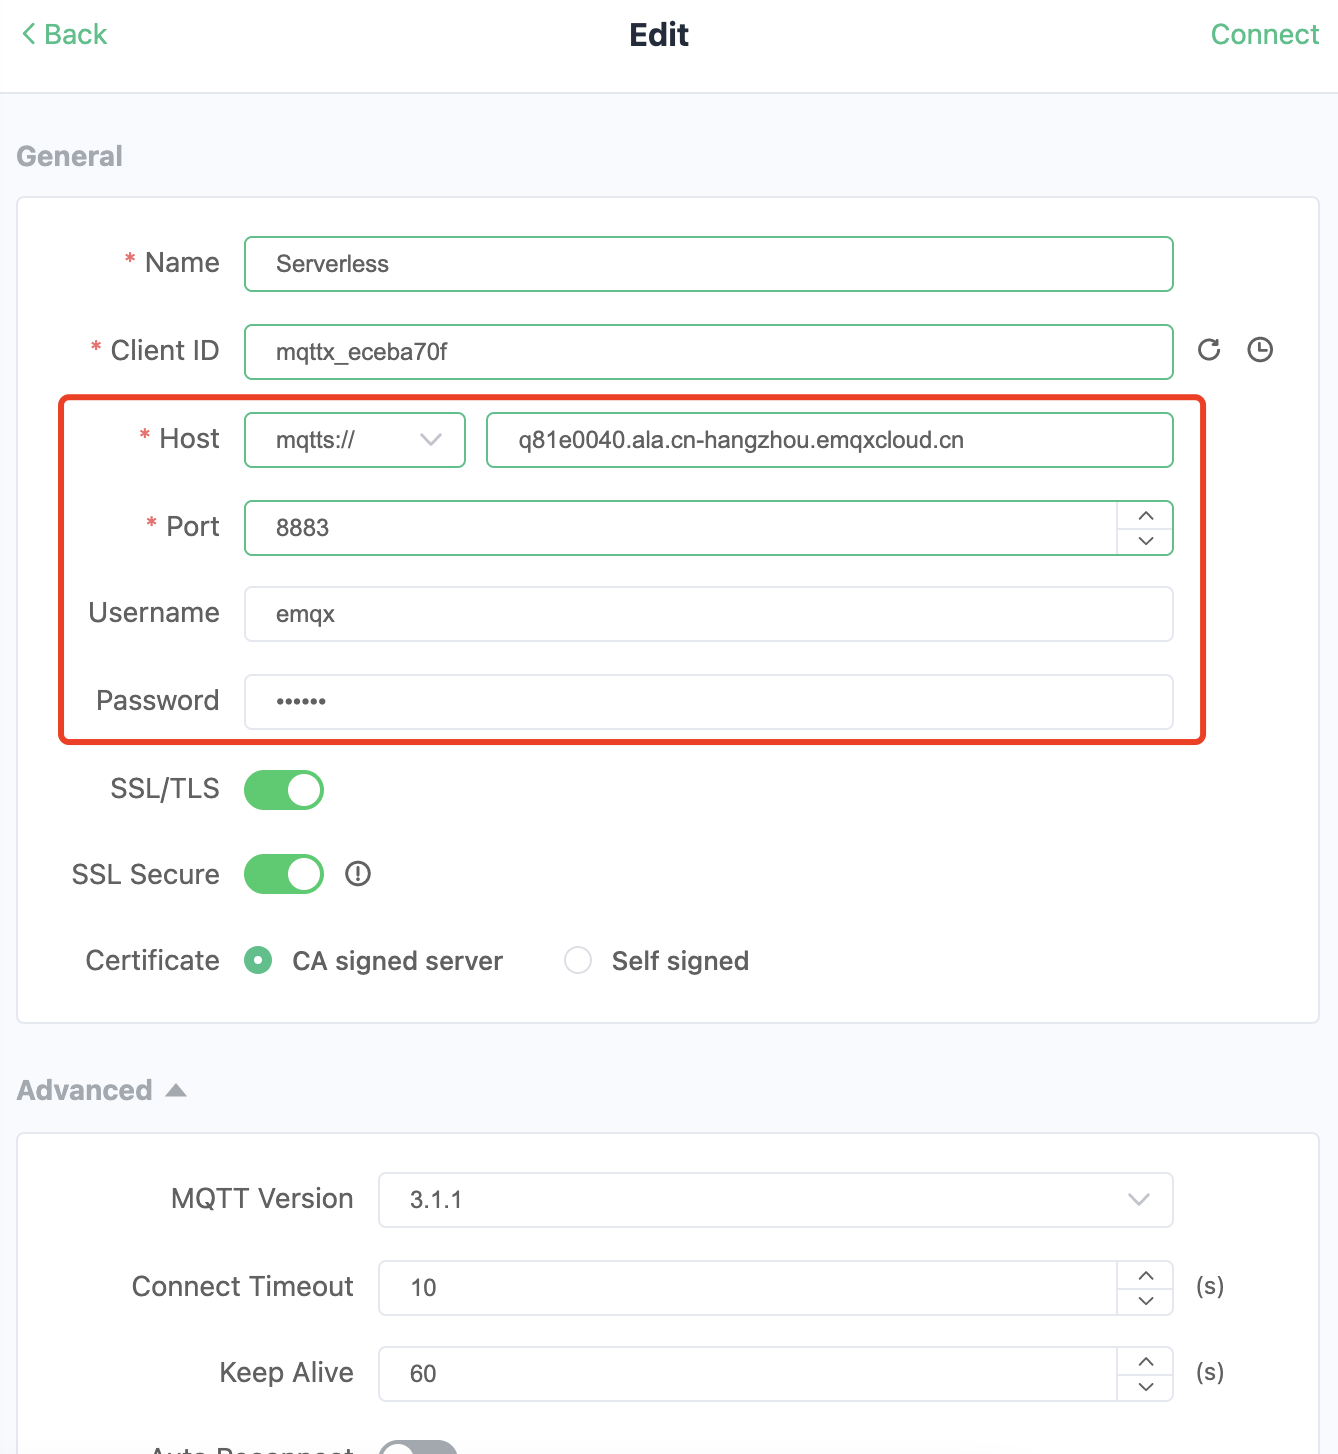 Back
Edit
Connect
General
* Name
Serverless
* Client ID
mqttx_eceba70f
* Host
mqtts://
q81e0040.ala.cn-hangzhou.emqxcloud.cn
* Port
8883
Username
emqx
Password
••••••
SSL/TLS
SSL Secure
Certificate
CA signed server
Self signed
Advanced
MQTT Version
3.1.1
Connect Timeout
10
(s)
Keep Alive
60
(s)
Auto Reconnect